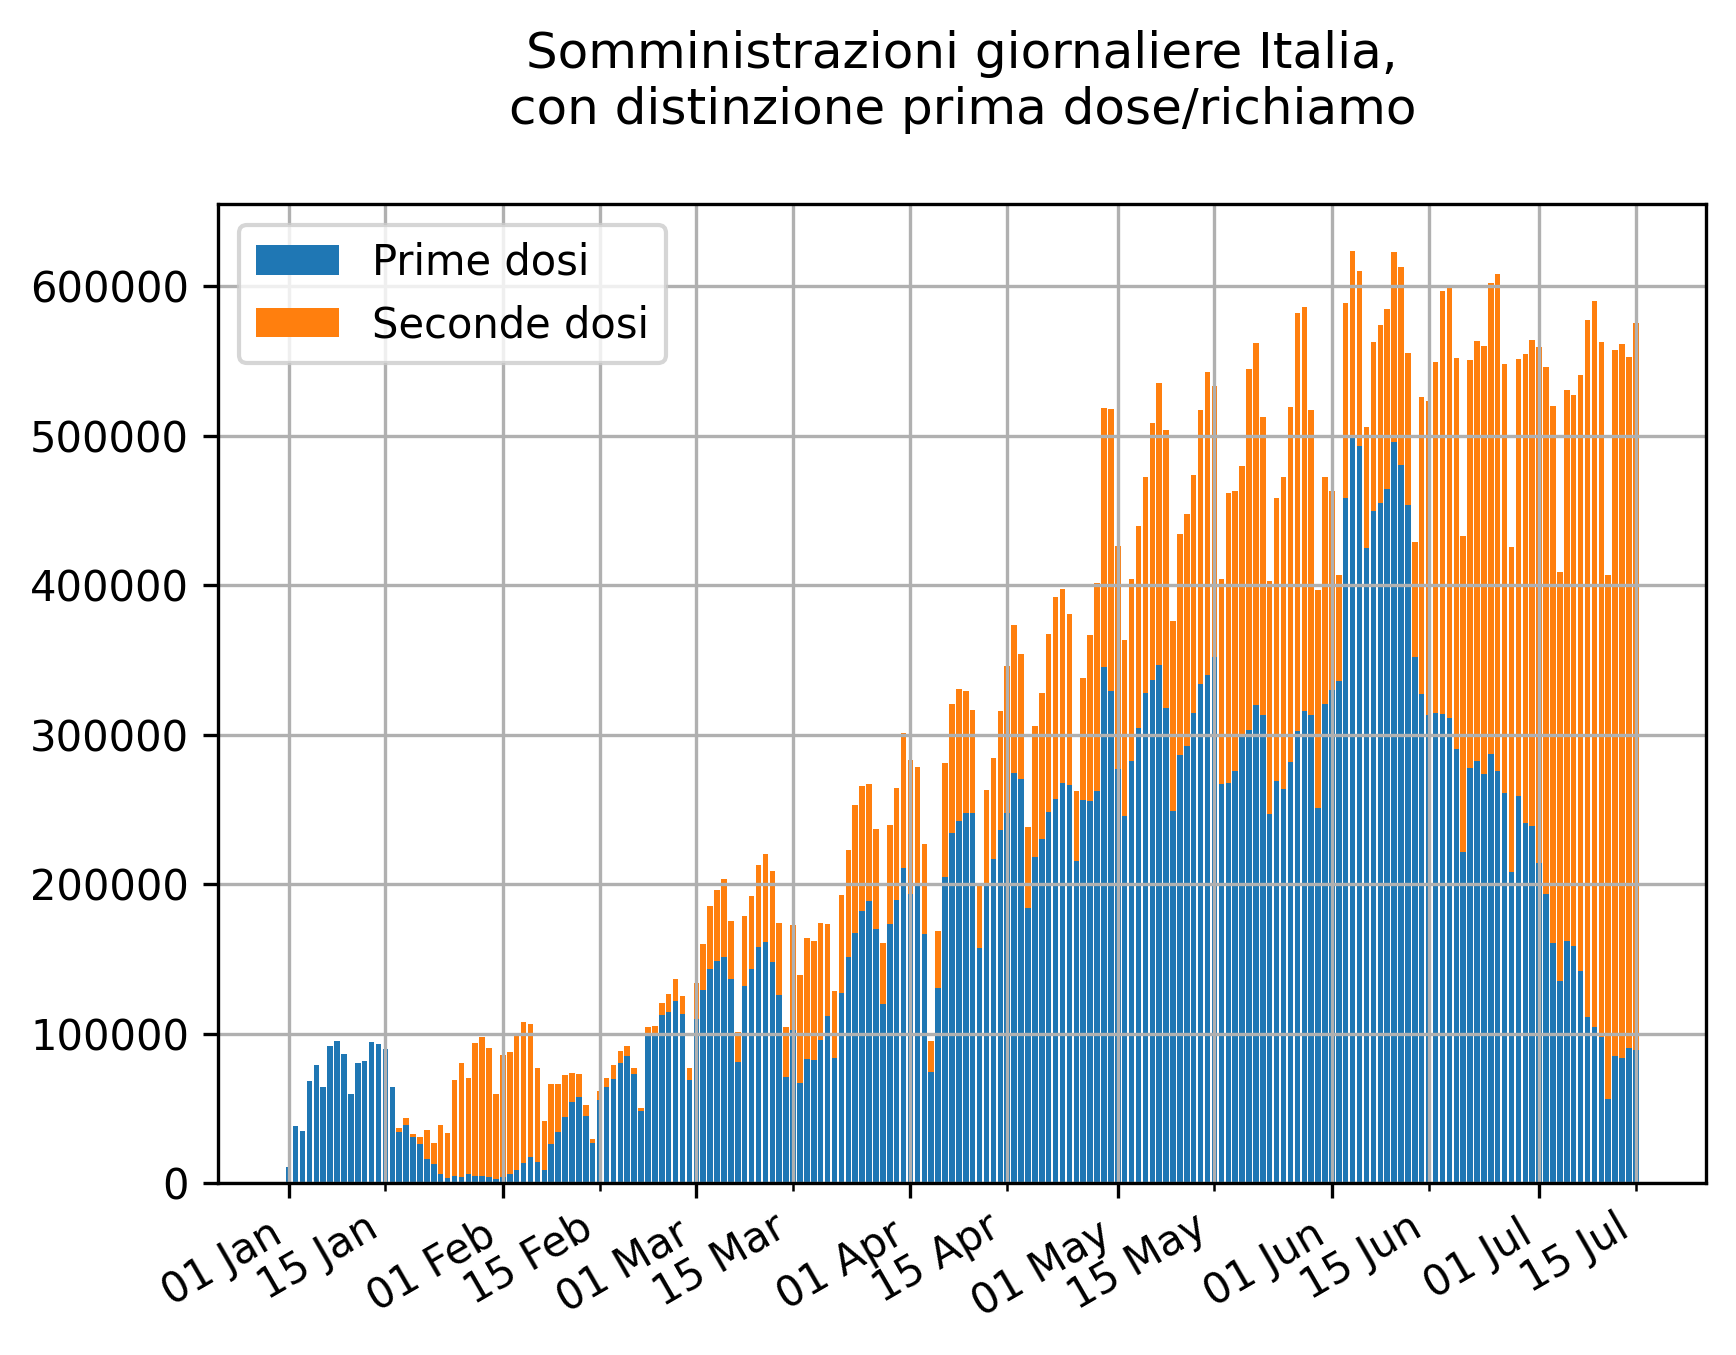 Somministrazioni giornaliere Italia,
con distinzione prima dose/richiamo
Prime dosi
Seconde dosi
600000
500000
400000
300000
200000
100000
0
01 Jan
15 Jan
01 Feb
15 Feb
01 Mar
15 Mar
01 Apr
15 Apr
01 May
15 May
01 Jun
15 Jun
01 Jul
15 Jul